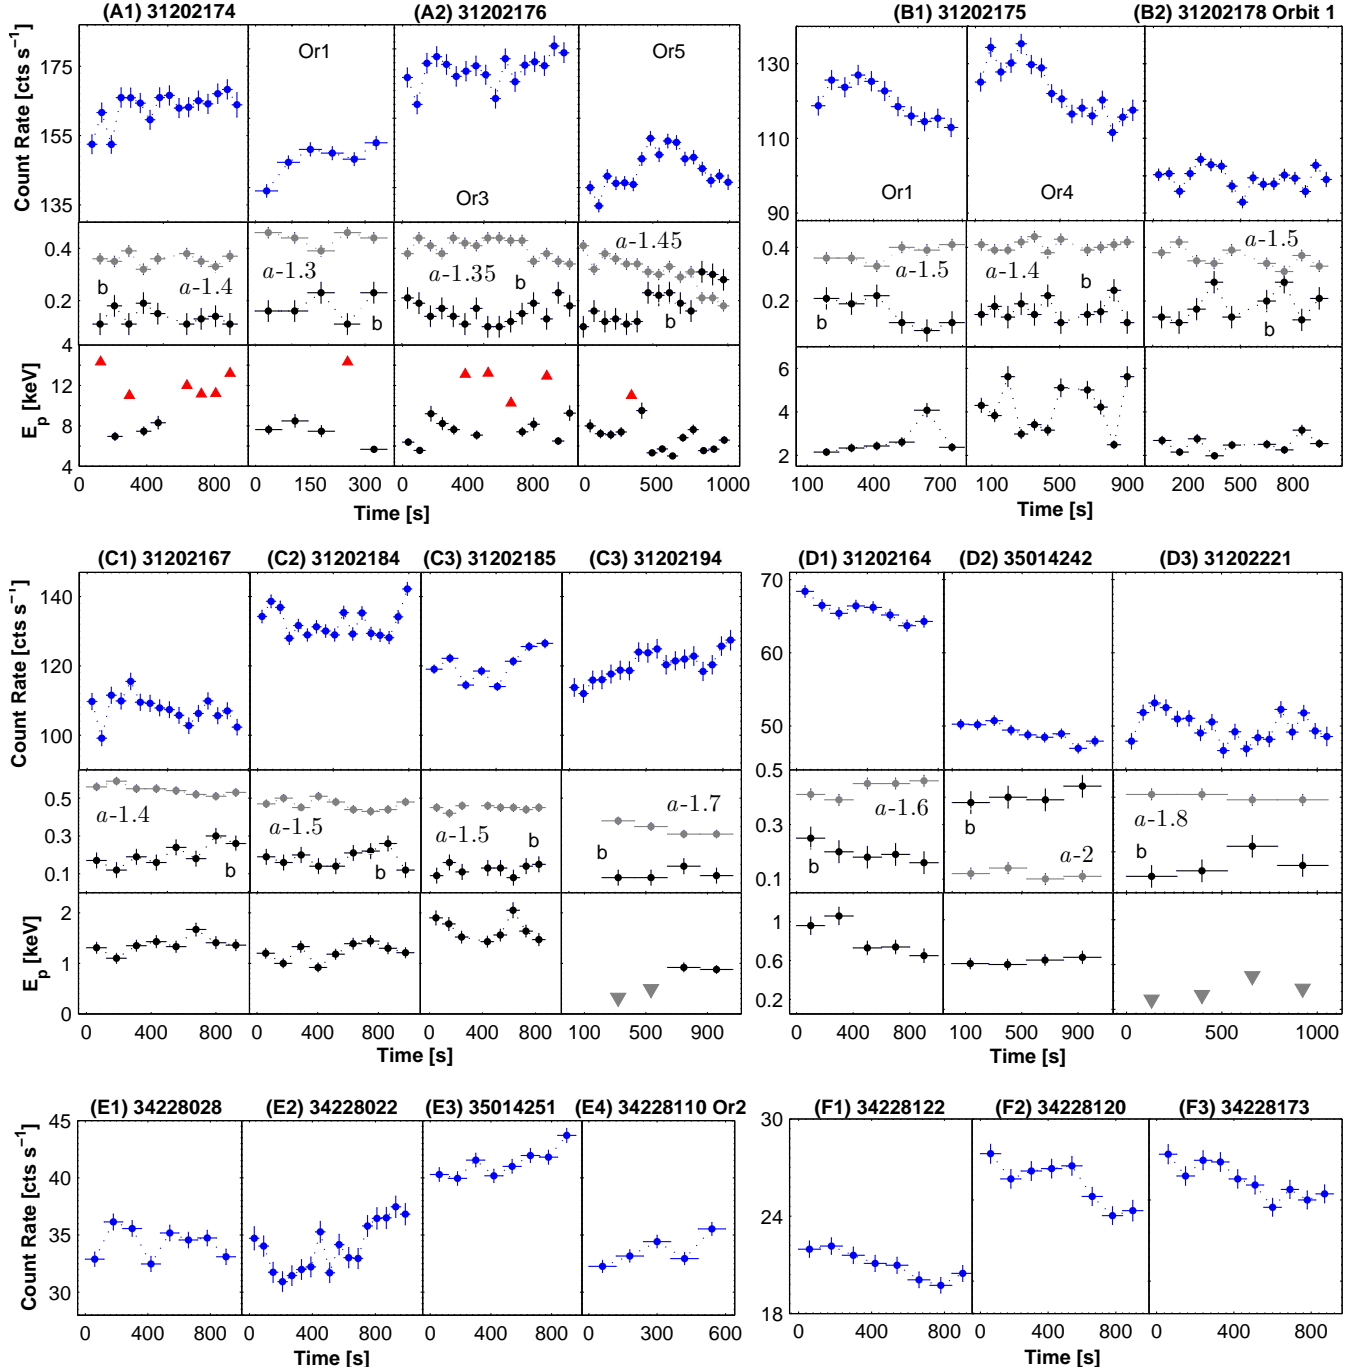 (A1) 31202174
(A2) 31202176
(B1) 31202175
(B2) 31202178 Orbit 1
Count Rate [cts s⁻¹]
175
155
135
Or1
Or3
Or5
130
110
90
Or1
Or4
0.4
0.2
b
a-1.4
a-1.3
b
a-1.35
b
a-1.45
b
0.4
0.2
b
a-1.5
a-1.4
b
a-1.5
b
E_p [keV]
4
12
8
4
6
4
2
0 400 800
0 150 300
0 400 800
0 500 1000
Time [s]
100 400 700
100 500 900
200 500 800
Time [s]
(C1) 31202167
(C2) 31202184
(C3) 31202185
(C3) 31202194
(D1) 31202164
(D2) 35014242
(D3) 31202221
Count Rate [cts s⁻¹]
140
120
100
Count Rate [cts s⁻¹]
70
60
50
0.5
0.3
0.1
a-1.4
b
a-1.5
b
a-1.5
b
a-1.7
b
0.5
0.3
0.1
a-1.6
b
b
a-2
a-1.8
b
E_p [keV]
2
1
0
1
0.6
0.2
0 400 800
0 400 800
0 400 800
100 500 900
Time [s]
0 400 800
100 500 900
0 500 1000
Time [s]
(E1) 34228028
(E2) 34228022
(E3) 35014251
(E4) 34228110 Or2
(F1) 34228122
(F2) 34228120
(F3) 34228173
Count Rate [cts s⁻¹]
45
40
35
30
30
24
18
0 400 800
0 400 800
0 400 800
0 300 600
Time [s]
0 400 800
0 400 800
0 400 800
Time [s]